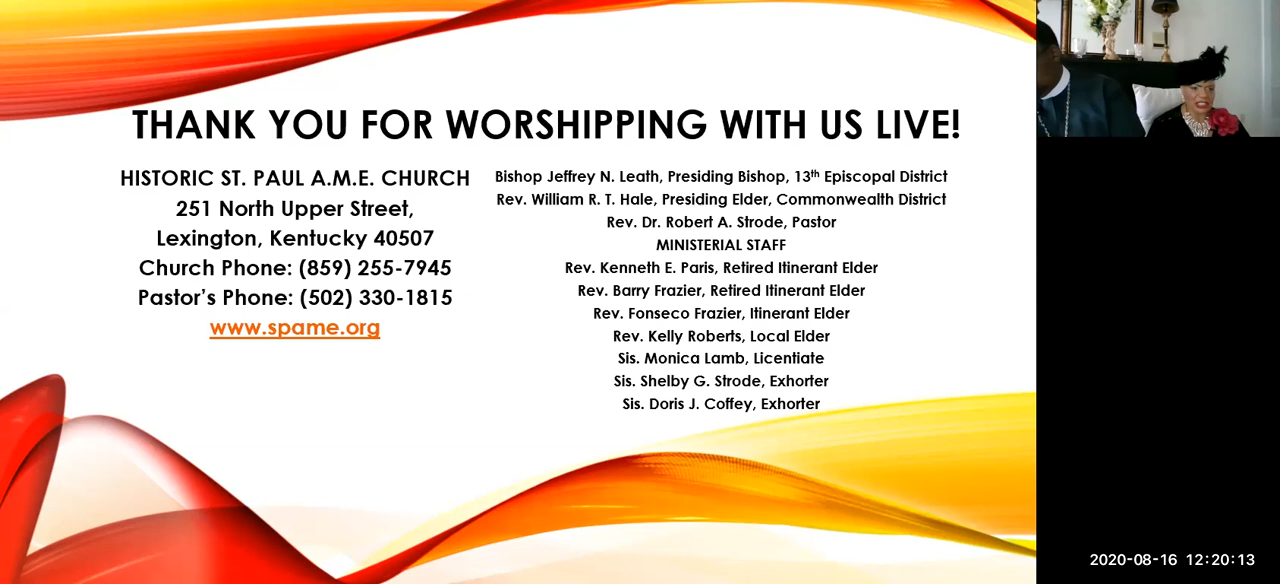 THANK YOU FOR WORSHIPPING WITH US LIVE!
HISTORIC ST. PAUL A.M.E. CHURCH
251 North Upper Street,
Lexington, Kentucky 40507
Church Phone: (859) 255-7945
Pastor’s Phone: (502) 330-1815
www.spame.org
Bishop Jeffrey N. Leath, Presiding Bishop, 13th Episcopal District
Rev. William R. T. Hale, Presiding Elder, Commonwealth District
Rev. Dr. Robert A. Strode, Pastor
MINISTERIAL STAFF
Rev. Kenneth E. Paris, Retired Itinerant Elder
Rev. Barry Frazier, Retired Itinerant Elder
Rev. Fonseco Frazier, Itinerant Elder
Rev. Kelly Roberts, Local Elder
Sis. Monica Lamb, Licentiate
Sis. Shelby G. Strode, Exhorter
Sis. Doris J. Coffey, Exhorter
2020-08-16 12:20:13